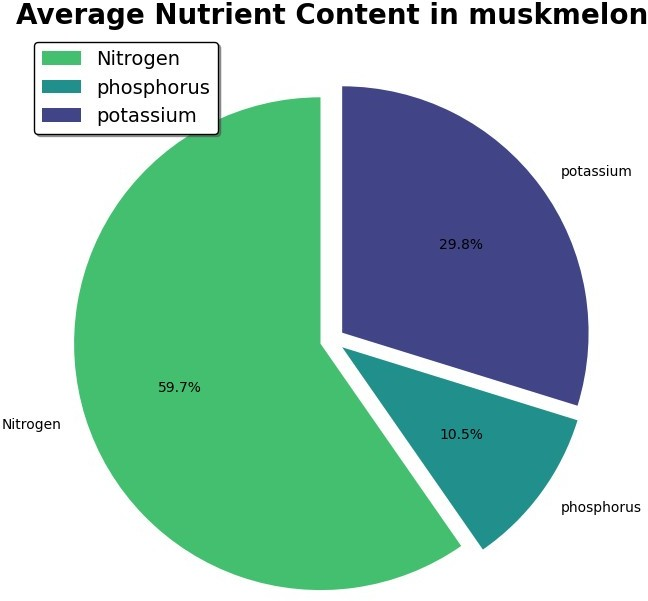 Average Nutrient Content in muskmelon
Nitrogen
phosphorus
potassium
potassium
29.8%
59.7%
Nitrogen
10.5%
phosphorus